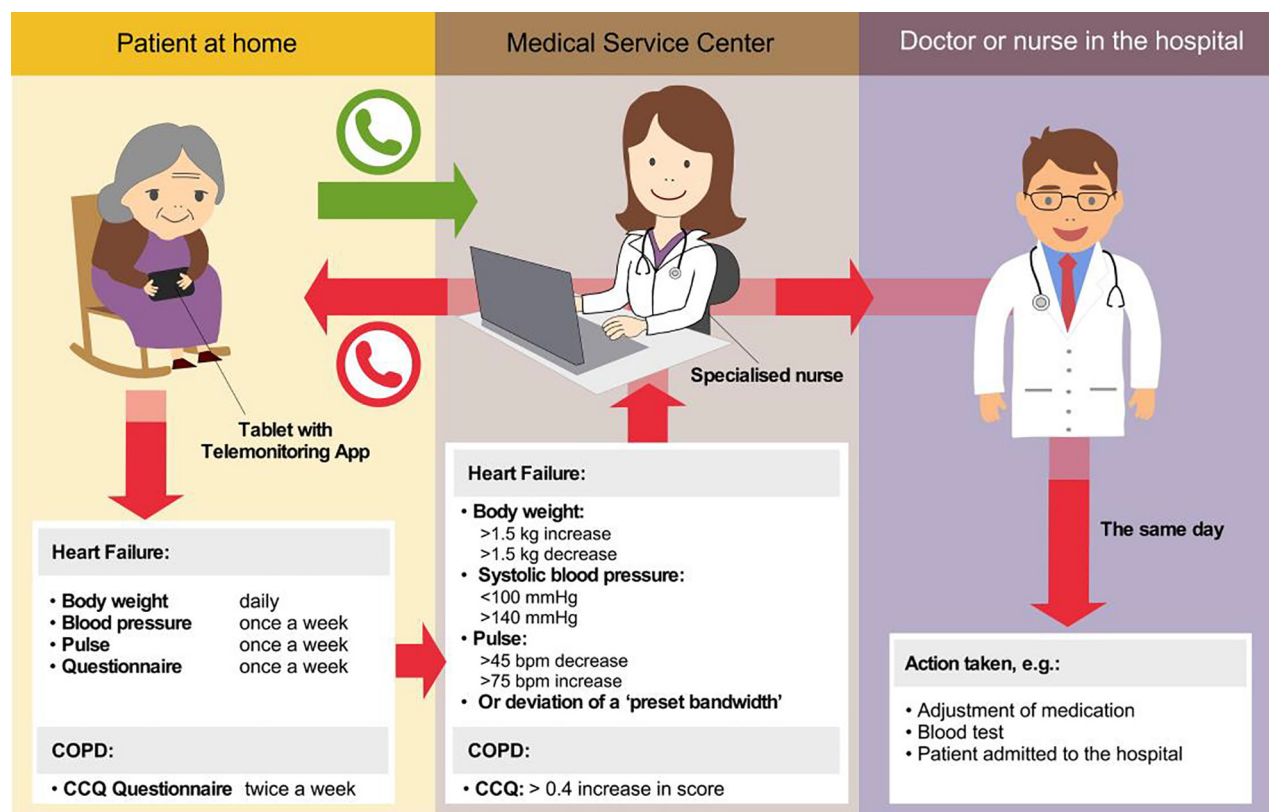 Patient at home
Medical Service Center
Doctor or nurse in the hospital
Tablet with
Telemonitoring App
Specialised nurse
The same day
Heart Failure:
• Body weight daily
• Blood pressure once a week
• Pulse once a week
• Questionnaire once a week
COPD:
• CCQ Questionnaire twice a week
Heart Failure:
• Body weight:
>1.5 kg increase
>1.5 kg decrease
• Systolic blood pressure:
<100 mmHg
>140 mmHg
• Pulse:
>45 bpm decrease
>75 bpm increase
• Or deviation of a ‘preset bandwidth’
COPD:
• CCQ: > 0.4 increase in score
Action taken, e.g.:
• Adjustment of medication
• Blood test
• Patient admitted to the hospital